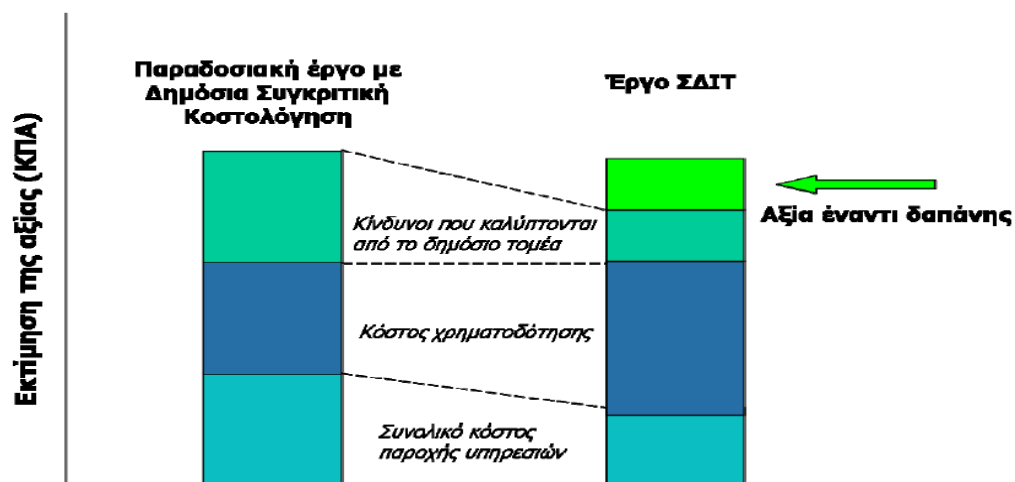 Εκτίμηση της αξίας (ΚΠΑ)
Παραδοσιακή έργο με
Δημόσια Συγκριτική
Κοστολόγηση
Έργο ΣΔΙΤ
Κίνδυνοι που καλύπτονται
από το δημόσιο τομέα
Αξία έναντι δαπάνης
Κόστος χρηματοδότησης
Συνολικό κόστος
παροχής υπηρεσιών